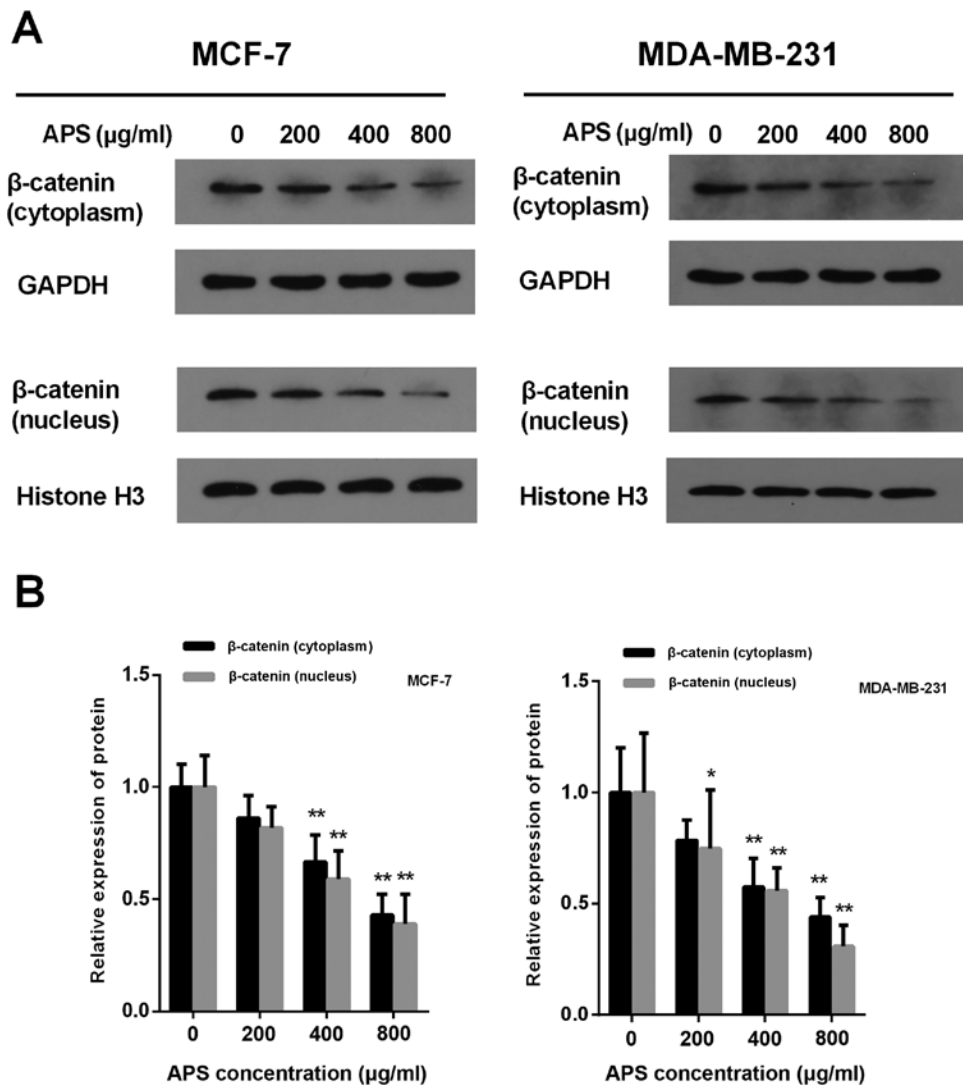 A
MCF-7
MDA-MB-231
APS (µg/ml) 0 200 400 800
APS (µg/ml) 0 200 400 800
β-catenin
(cytoplasm)
β-catenin
(cytoplasm)
GAPDH
GAPDH
β-catenin
(nucleus)
β-catenin
(nucleus)
Histone H3
Histone H3
B
β-catenin (cytoplasm)
β-catenin (nucleus)
MCF-7
Relative expression of protein
1.5
1.0
0.5
0.0
** **
** **
0 200 400 800
APS concentration (µg/ml)
β-catenin (cytoplasm)
β-catenin (nucleus)
MDA-MB-231
Relative expression of protein
1.5
1.0
0.5
0.0
*
** **
** **
0 200 400 800
APS concentration (µg/ml)